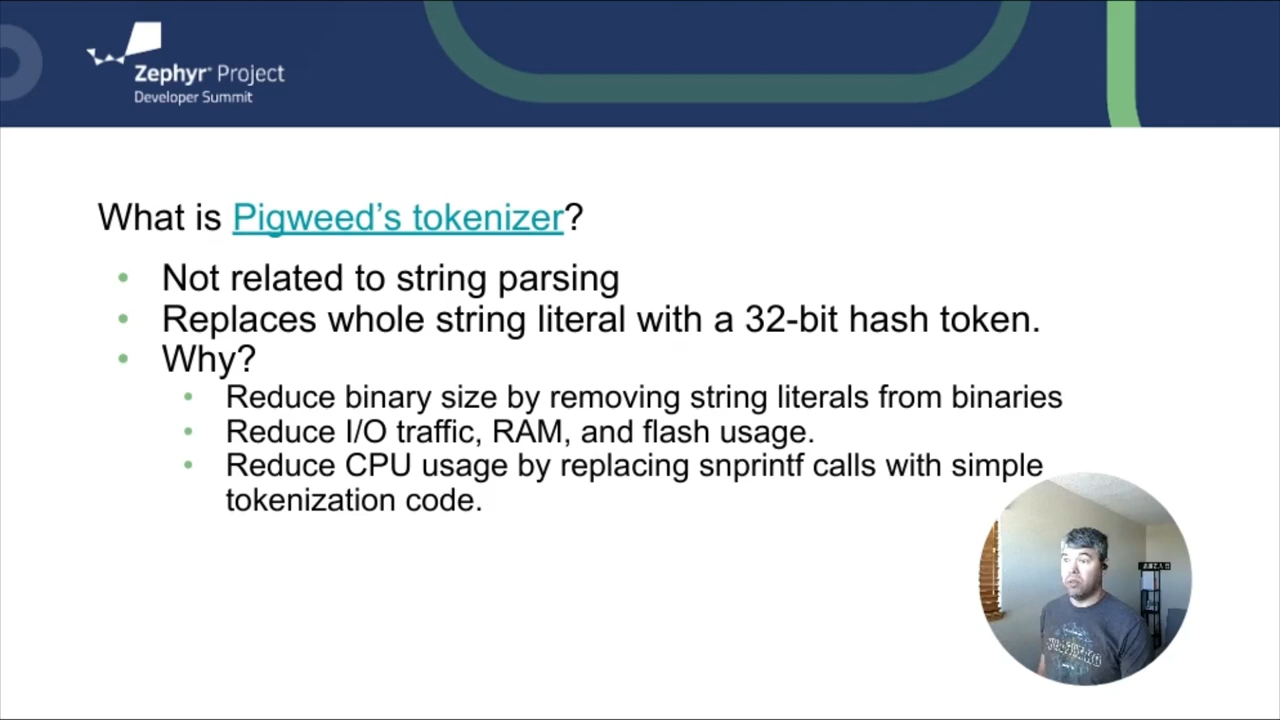 Zephyr™ Project
Developer Summit
What is Pigweed’s tokenizer?
• Not related to string parsing
• Replaces whole string literal with a 32-bit hash token.
• Why?
• Reduce binary size by removing string literals from binaries
• Reduce I/O traffic, RAM, and flash usage.
• Reduce CPU usage by replacing snprintf calls with simple
tokenization code.